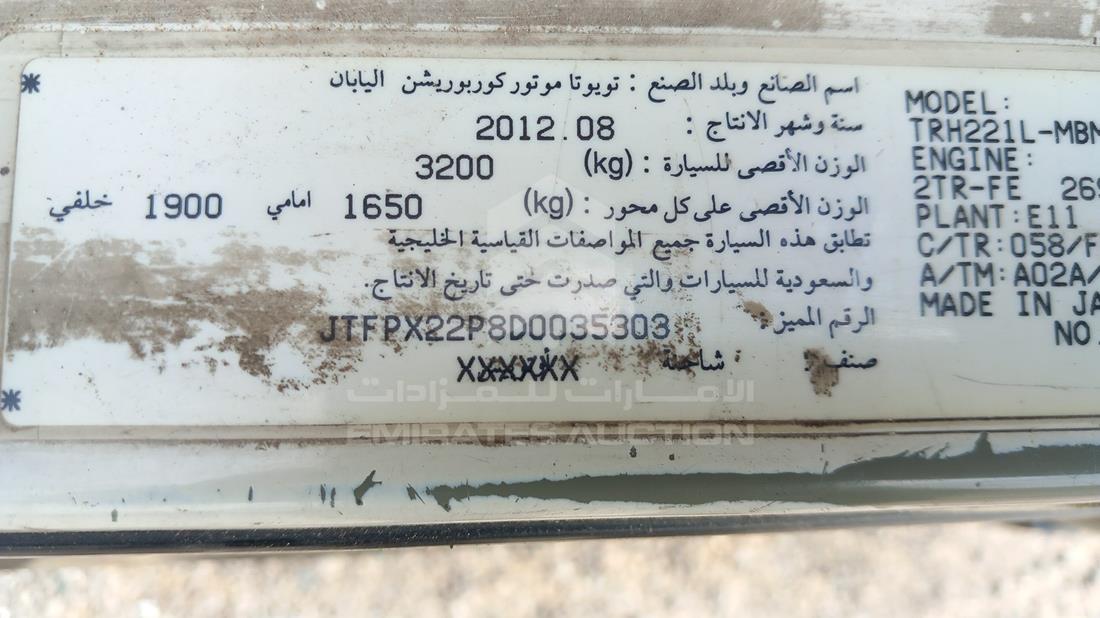 اسم الصانع وبلد الصنع : تويوتا موتور كوربوريشن اليابان
سنة وشهر الانتاج : 2012.08
الوزن الأقصى للسيارة : (kg) 3200
الوزن الأقصى على كل محور : (kg) 1650 امامي 1900 خلفي
تطابق هذه السيارة جميع المواصفات القياسية الخليجية
والسعودية للسيارات والتي صدرت حتى تاريخ الانتاج.
الرقم المميز : JTFPX22P8D0035303
صنف : شاحنة XXXXXX
MODEL:
TRH221L-MBM
ENGINE:
2TR-FE 269
PLANT:E11
C/TR:058/F
A/TM:A02A/
MADE IN JA
NO.
الامارات للمزادات
EMIRATES AUCTION